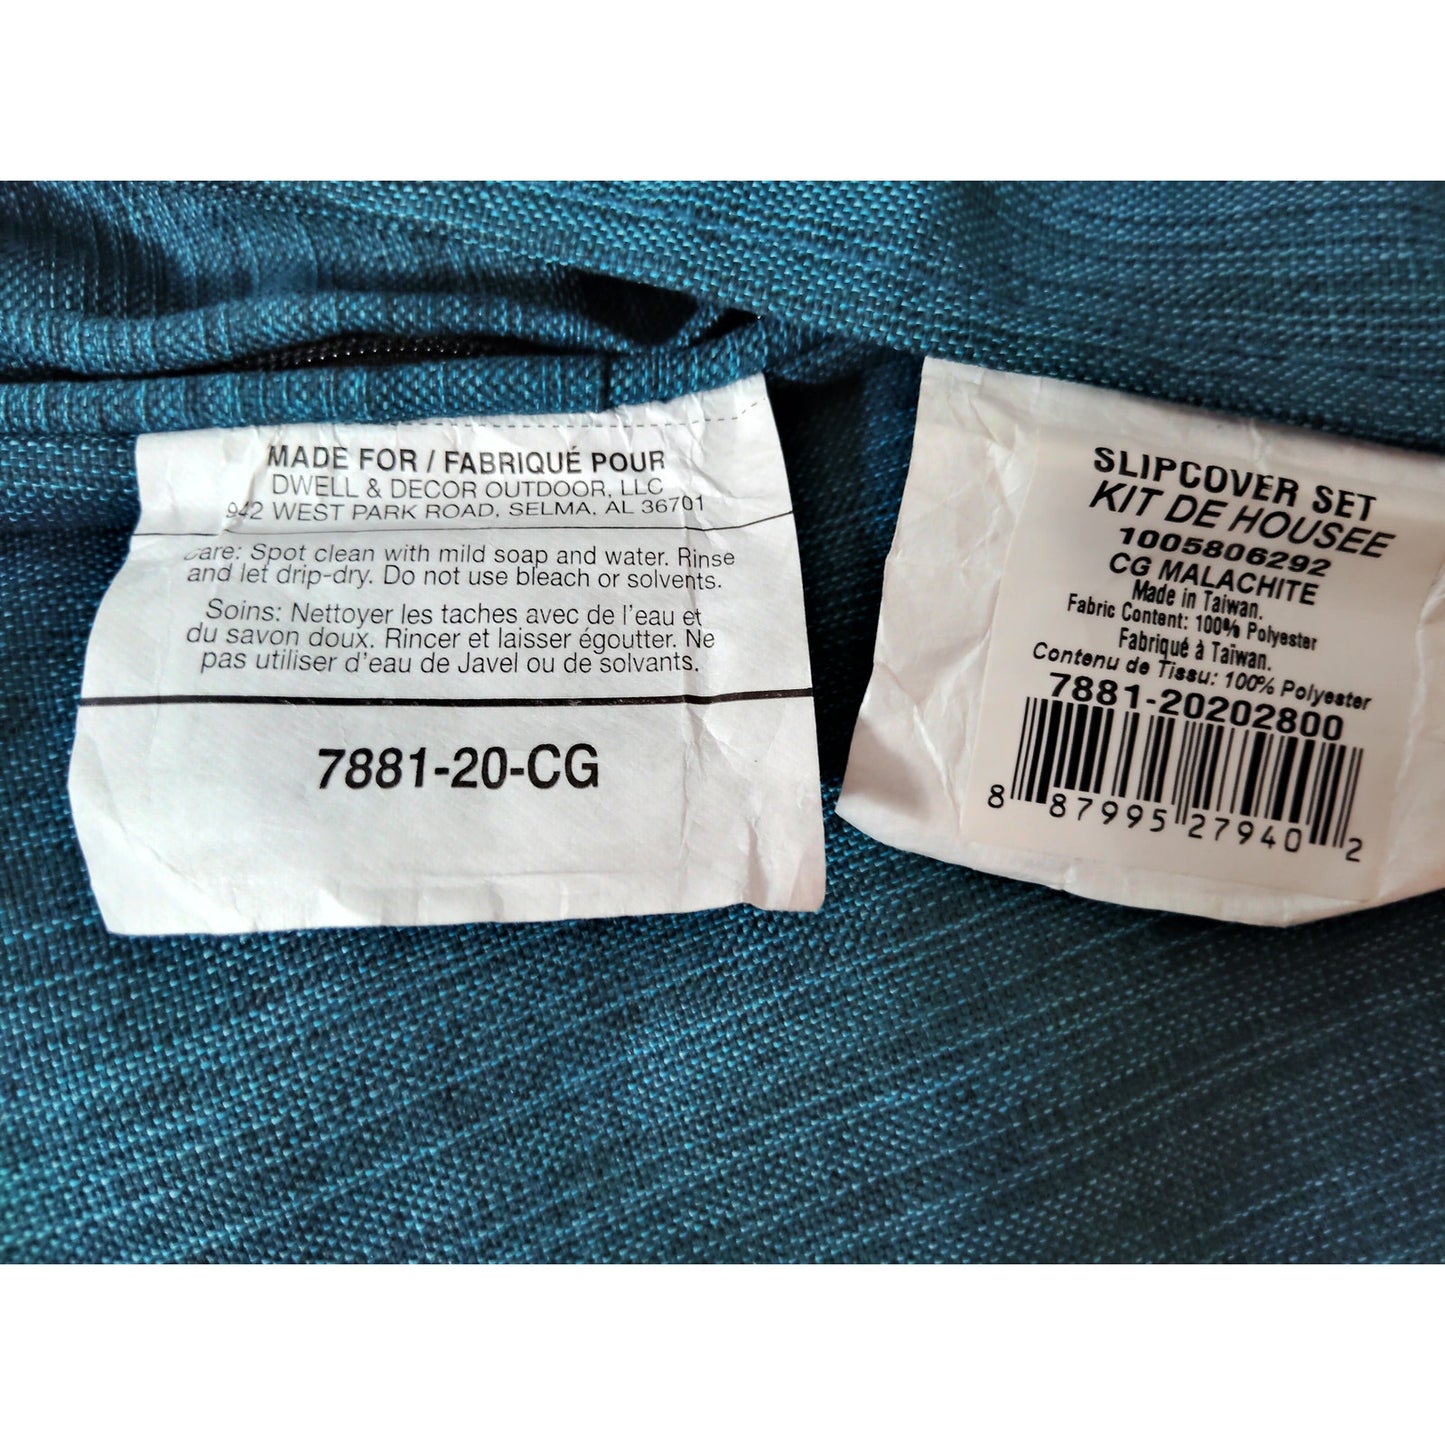 MADE FOR / FABRIQUÉ POUR
DWELL & DECOR OUTDOOR, LLC
942 WEST PARK ROAD, SELMA, AL 36701
Care: Spot clean with mild soap and water. Rinse
and let drip-dry. Do not use bleach or solvents.
Soins: Nettoyer les taches avec de l'eau et
du savon doux. Rincer et laisser égoutter. Ne
pas utiliser d'eau de Javel ou de solvants.
7881-20-CG
SLIPCOVER SET
KIT DE HOUSEE
1005806292
CG MALACHITE
Made in Taiwan.
Fabric Content: 100% Polyester
Fabriqué à Taïwan.
Contenu de Tissu: 100% Polyester
7881-20202800
8 87995 27940 2